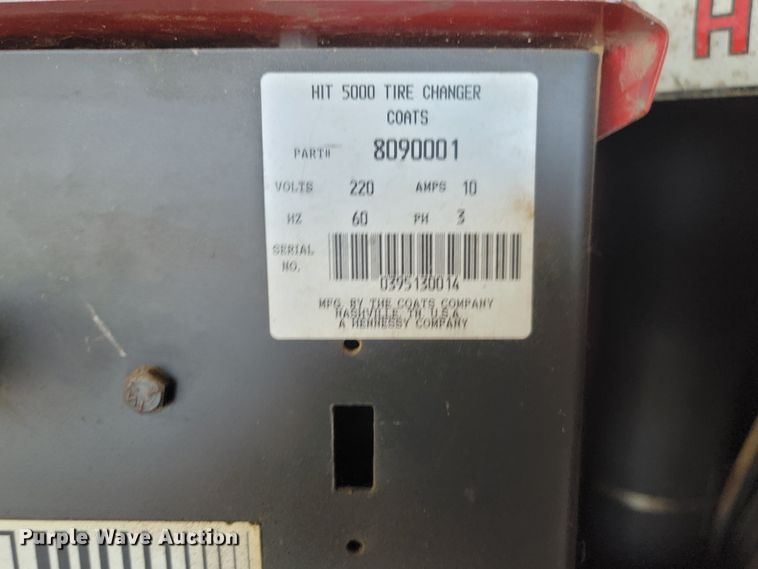 H
HIT 5000 TIRE CHANGER
COATS
PART# 8090001
VOLTS 220 AMPS 10
HZ 60 PH 3
SERIAL NO. 0395130014
MFG. BY THE COATS COMPANY
NASHVILLE, TN. U.S.A.
A HENNESSY COMPANY
Purple Wave Auction